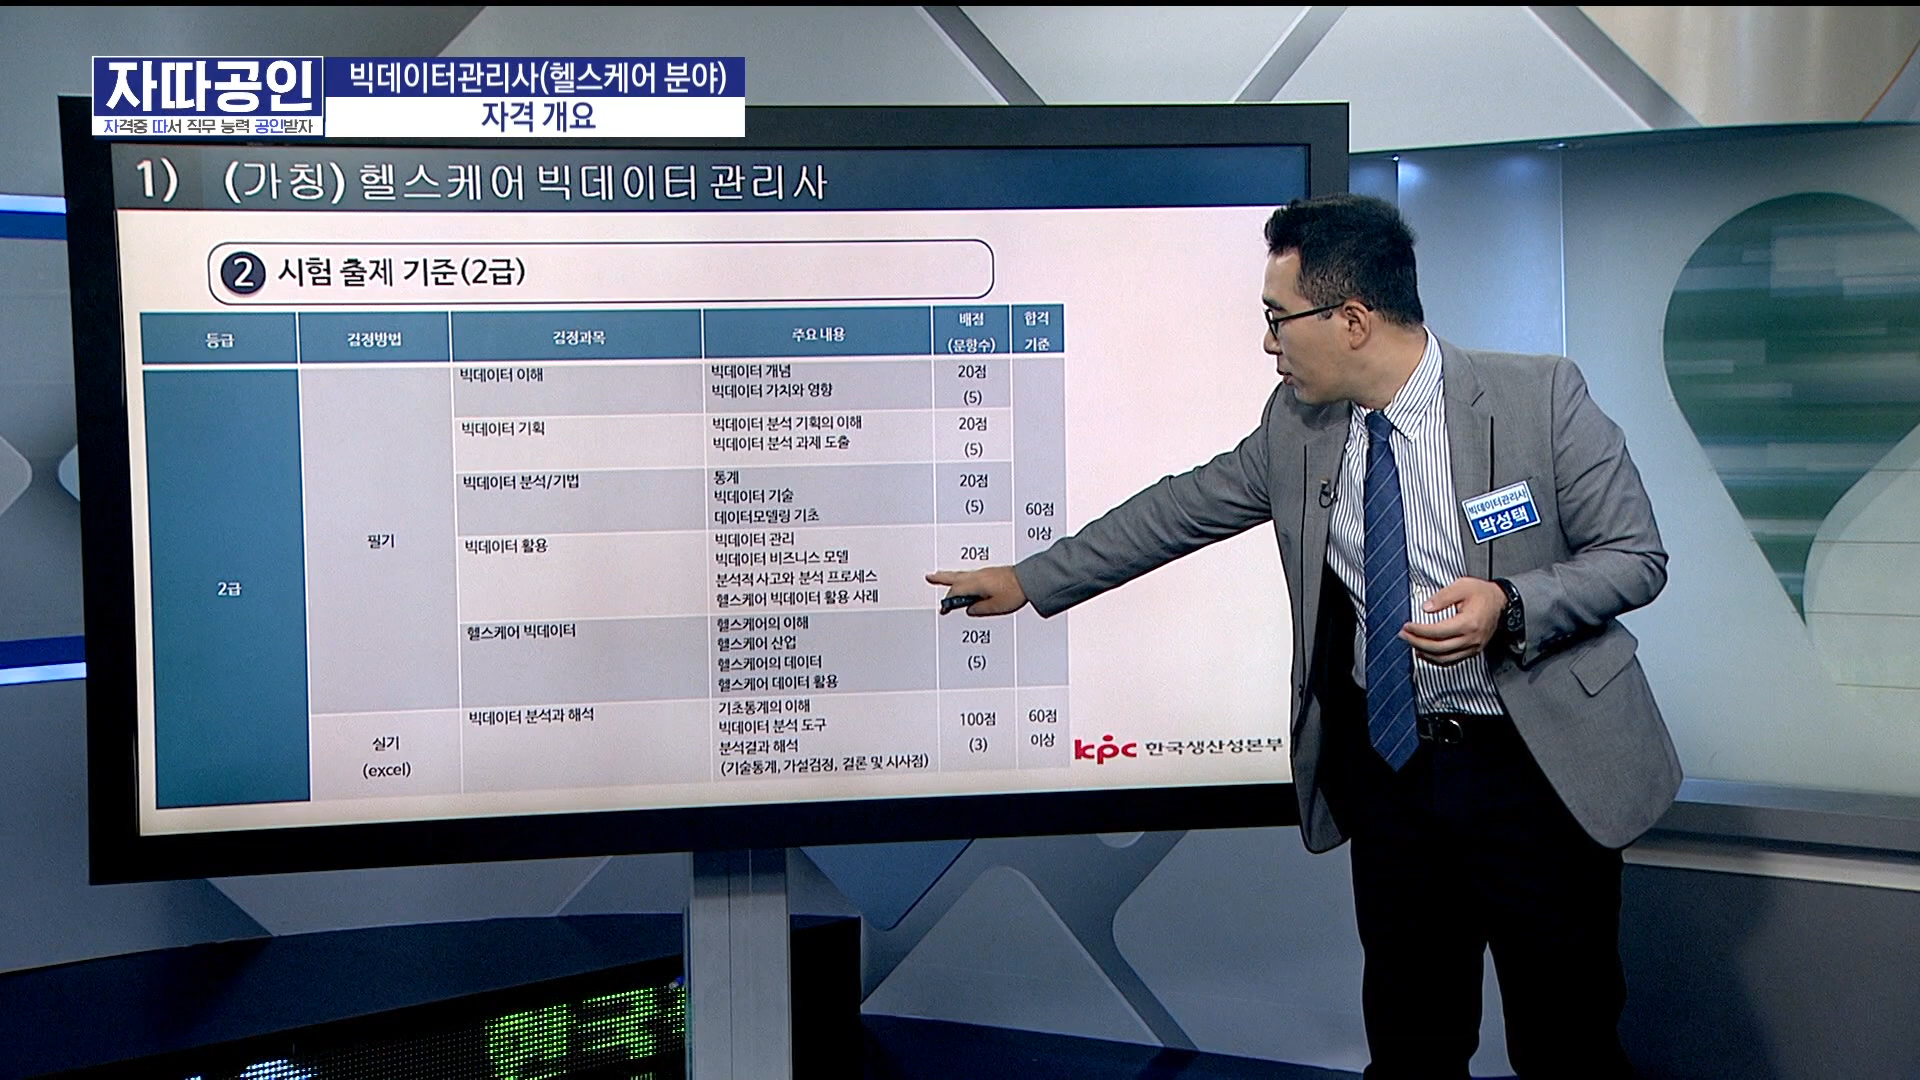 자따공인
자격증 따서 직무 능력 공인받자
빅데이터관리사(헬스케어 분야)
자격 개요
1) (가칭) 헬스케어 빅데이터 관리사
2 시험 출제 기준(2급)
등급
검정방법
검정과목
주요 내용
배점
(문항수)
합격
기준
2급
필기
빅데이터 이해
빅데이터 개념
빅데이터 가치와 영향
20점
(5)
빅데이터 기획
빅데이터 분석 기획의 이해
빅데이터 분석 과제 도출
20점
(5)
빅데이터 분석/기법
통계
빅데이터 기술
데이터모델링 기초
20점
(5)
60점
이상
빅데이터 활용
빅데이터 관리
빅데이터 비즈니스 모델
분석적 사고와 분석 프로세스
헬스케어 빅데이터 활용 사례
20점
헬스케어 빅데이터
헬스케어의 이해
헬스케어 산업
헬스케어의 데이터
헬스케어 데이터 활용
20점
(5)
실기
(excel)
빅데이터 분석과 해석
기초통계의 이해
빅데이터 분석 도구
분석결과 해석
(기술통계, 가설검정, 결론 및 시사점)
100점
(3)
60점
이상
kpc 한국생산성본부
빅데이터관리사
박성택